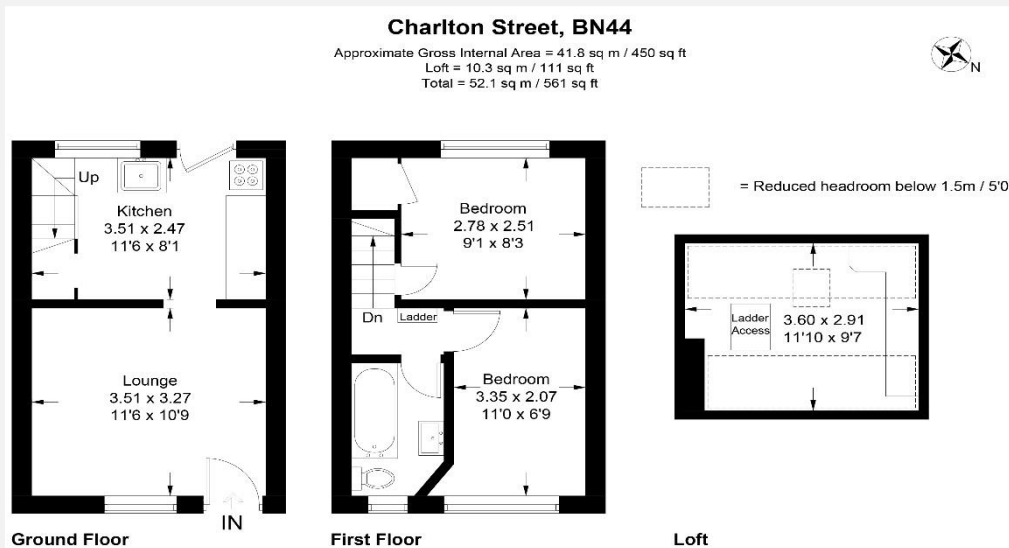 Charlton Street, BN44
Approximate Gross Internal Area = 41.8 sq m / 450 sq ft
Loft = 10.3 sq m / 111 sq ft
Total = 52.1 sq m / 561 sq ft
N
Up
Kitchen
3.51 x 2.47
11'6 x 8'1
Lounge
3.51 x 3.27
11'6 x 10'9
IN
Ground Floor
Bedroom
2.78 x 2.51
9'1 x 8'3
Dn
Ladder
Bedroom
3.35 x 2.07
11'0 x 6'9
First Floor
= Reduced headroom below 1.5m / 5'0
Ladder
Access
3.60 x 2.91
11'10 x 9'7
Loft